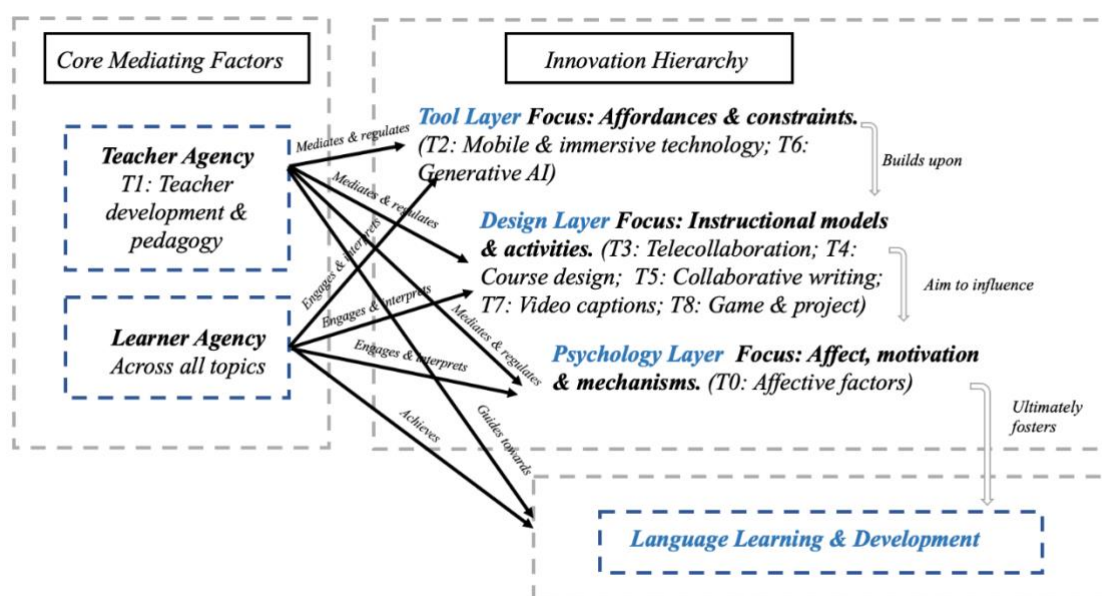 Core Mediating Factors
Innovation Hierarchy
Teacher Agency
T1: Teacher
development &
pedagogy
Learner Agency
Across all topics
Mediates & regulates
Mediates & regulates
Engages & interprets
Engages & interprets
Mediates & regulates
Engages & interprets
Achieves
Guides towards
Tool Layer Focus: Affordances & constraints.
(T2: Mobile & immersive technology; T6:
Generative AI)
Builds upon
Design Layer Focus: Instructional models
& activities. (T3: Telecollaboration; T4:
Course design; T5: Collaborative writing;
T7: Video captions; T8: Game & project)
Aim to influence
Psychology Layer Focus: Affect, motivation
& mechanisms. (T0: Affective factors)
Ultimately
fosters
Language Learning & Development